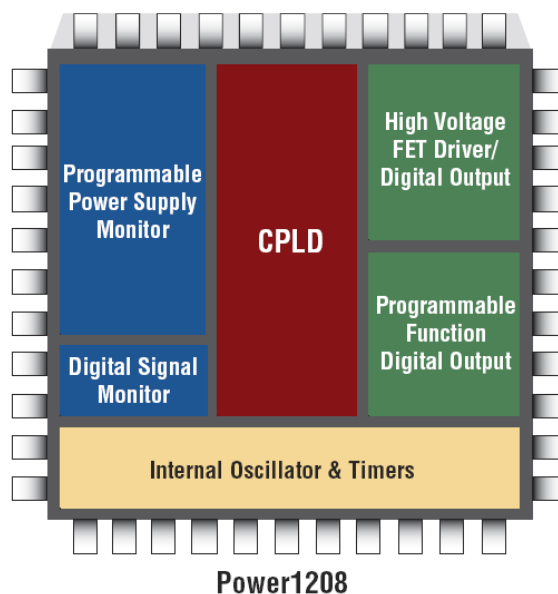 Programmable
Power Supply
Monitor
Digital Signal
Monitor
CPLD
High Voltage
FET Driver/
Digital Output
Programmable
Function
Digital Output
Internal Oscillator & Timers
Power1208